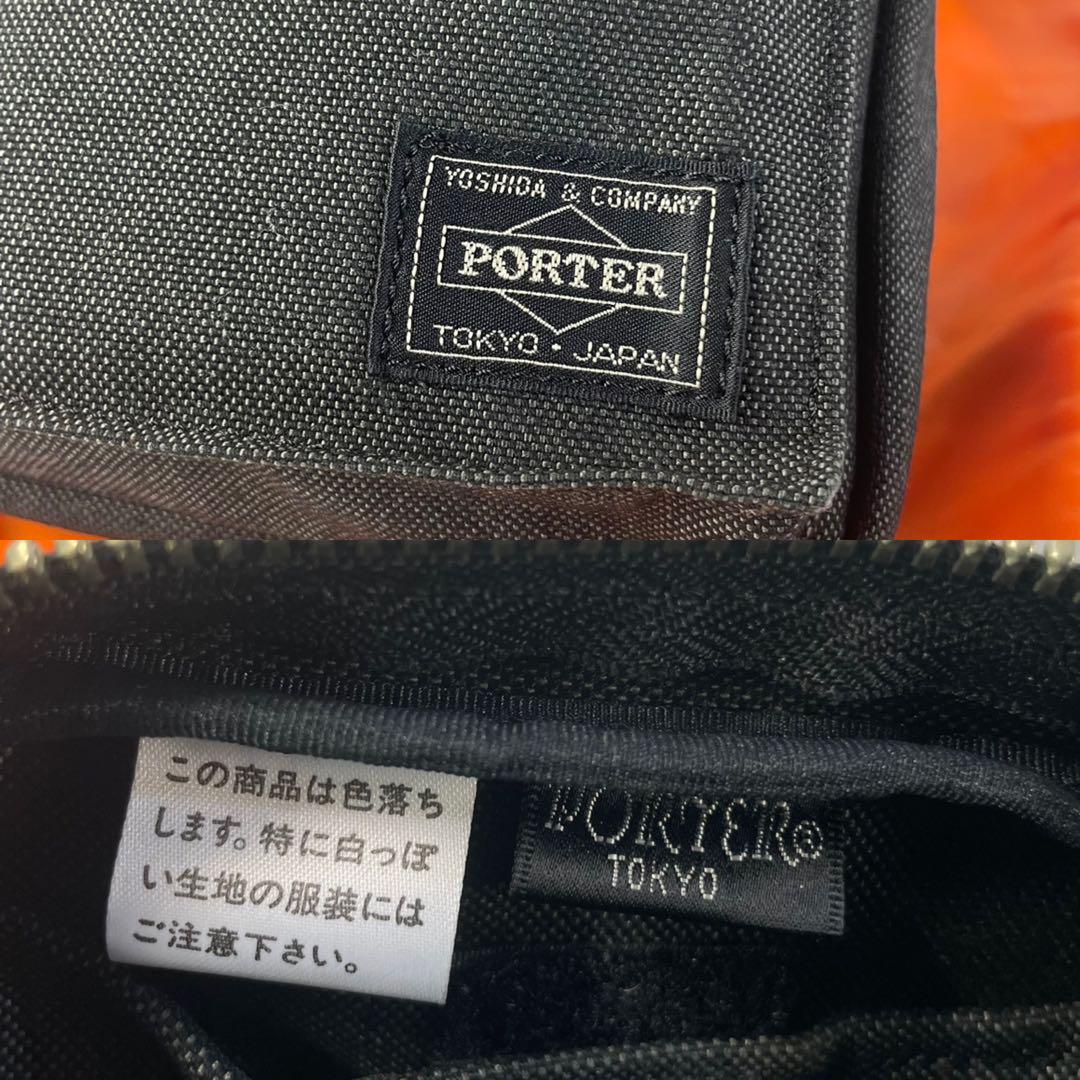 YOSHIDA & COMPANY
PORTER
TOKYO・JAPAN
この商品は色落ち
します。特に白っぽ
い生地の服装には
ご注意下さい。
PORTER®
TOKYO